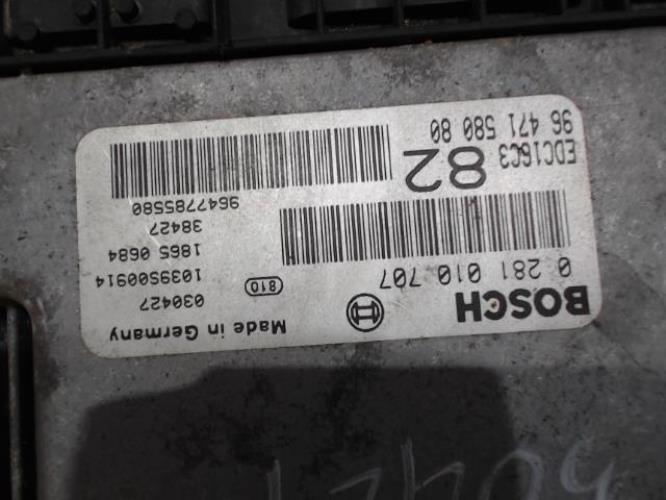 BOSCH
Made in Germany
0 281 010 707
810
030427
1039S00914
1865 0684
38427
9647785580
82
EDC16C3
96 471 580 80